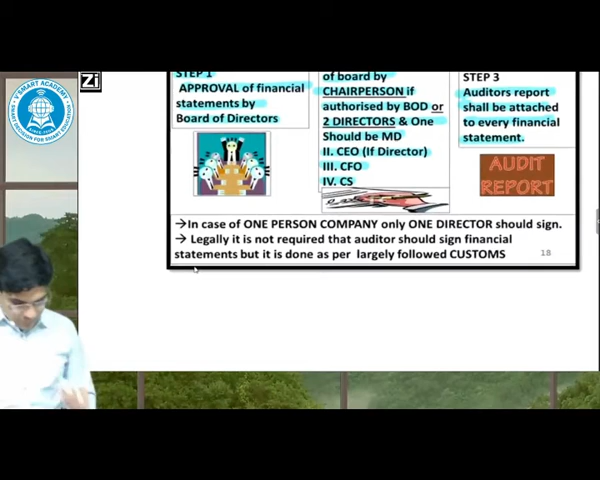 Zi
V SMART ACADEMY
STEP 1
APPROVAL of financial
statements by
Board of Directors
of board by
CHAIRPERSON if
authorised by BOD or
2 DIRECTORS & One
Should be MD
II. CEO (If Director)
III. CFO
IV. CS
STEP 3
Auditors report
shall be attached
to every financial
statement.
AUDIT
REPORT
→In case of ONE PERSON COMPANY only ONE DIRECTOR should sign.
→ Legally it is not required that auditor should sign financial
statements but it is done as per largely followed CUSTOMS
18